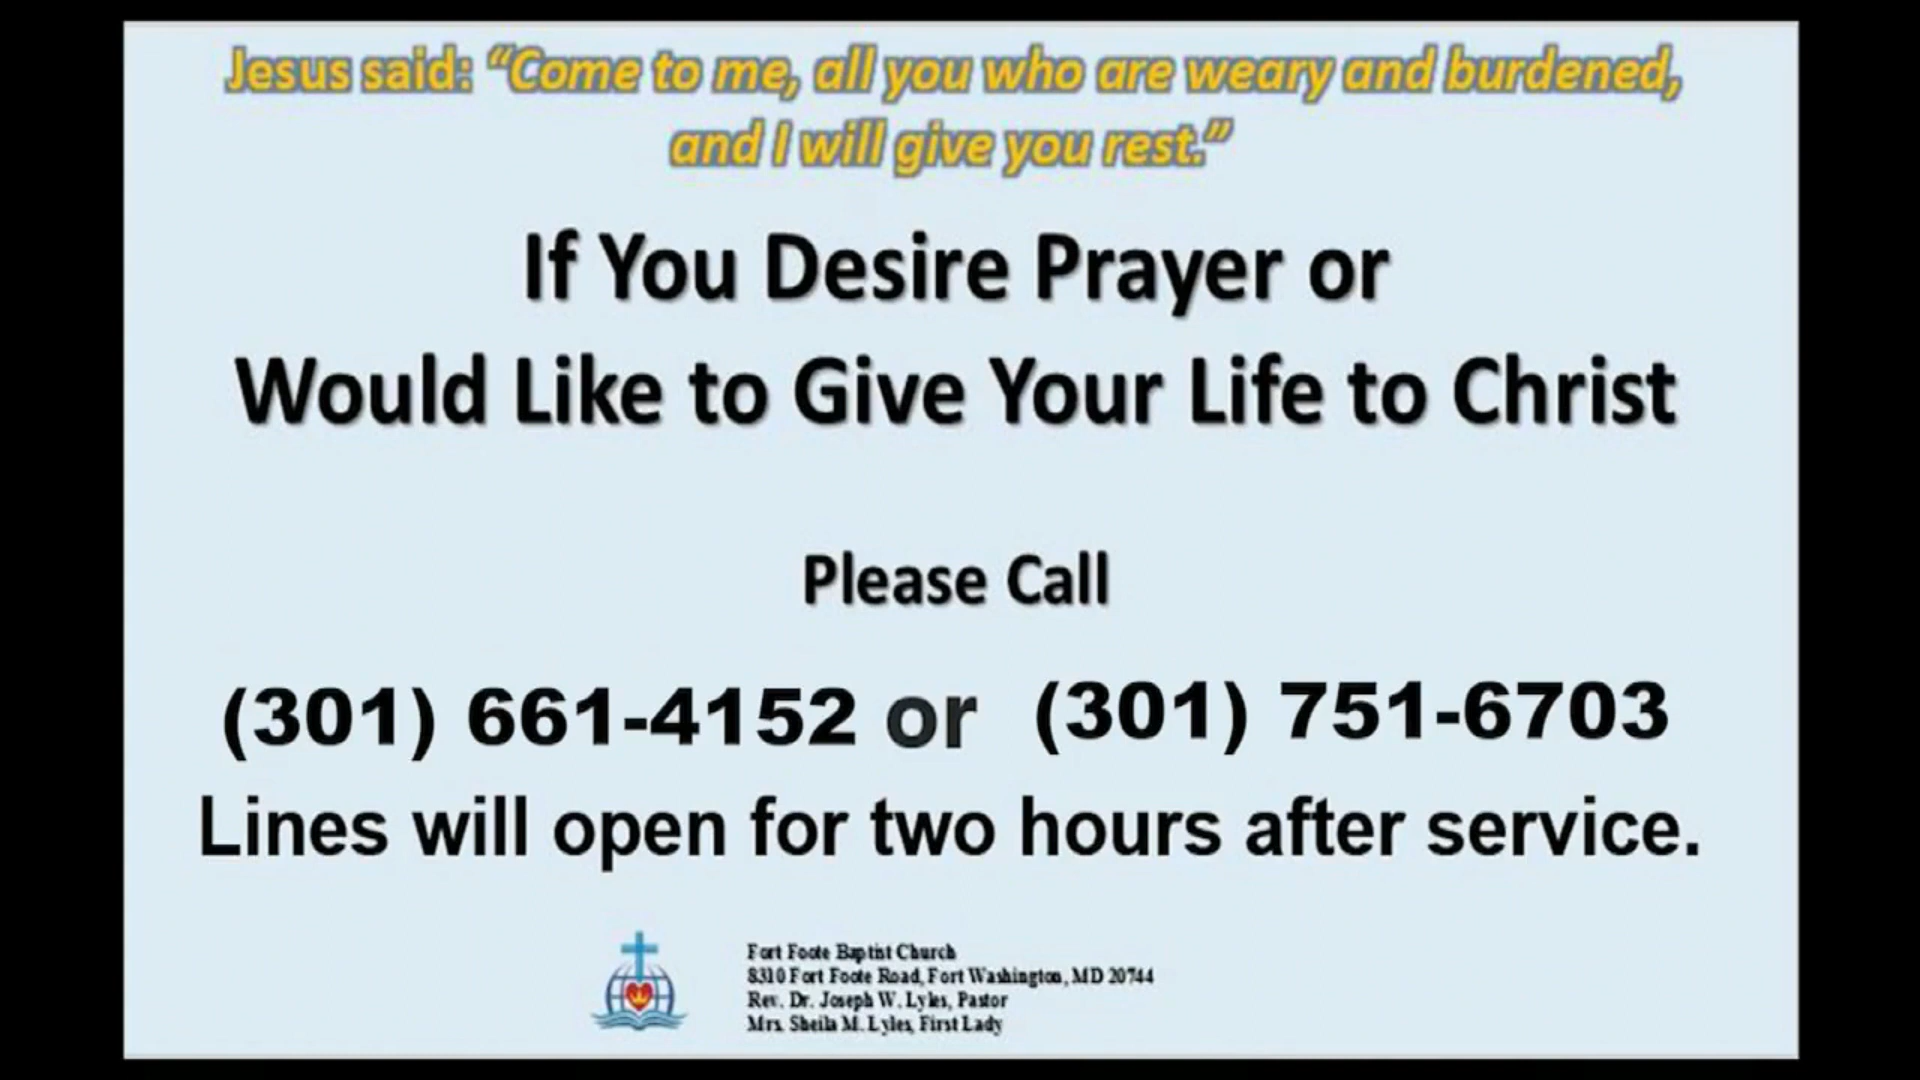 Jesus said: “Come to me, all you who are weary and burdened,
and I will give you rest.”
If You Desire Prayer or
Would Like to Give Your Life to Christ
Please Call
(301) 661-4152 or (301) 751-6703
Lines will open for two hours after service.
Fort Foote Baptist Church
8310 Fort Foote Road, Fort Washington, MD 20744
Rev. Dr. Joseph W. Lyles, Pastor
Mrs. Sheila M. Lyles, First Lady